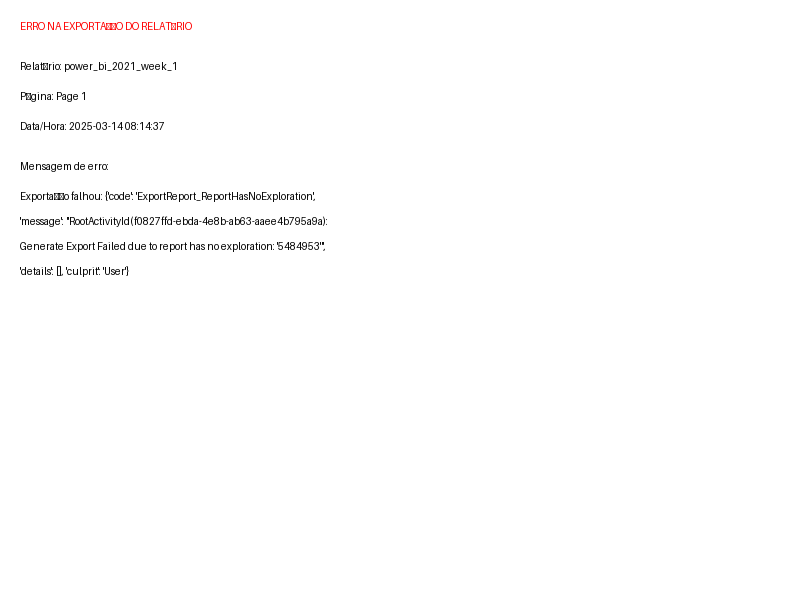 ERRO NA EXPORTA▯▯O DO RELAT▯RIO
Relat▯rio: power_bi_2021_week_1
P▯gina: Page 1
Data/Hora: 2025-03-14 08:14:37
Mensagem de erro:
Exporta▯▯o falhou: {'code': 'ExportReport_ReportHasNoExploration',
'message': "RootActivityId(f0827ffd-ebda-4e8b-ab63-aaee4b795a9a):
Generate Export Failed due to report has no exploration: '5484953'",
'details': [], 'culprit': 'User'}